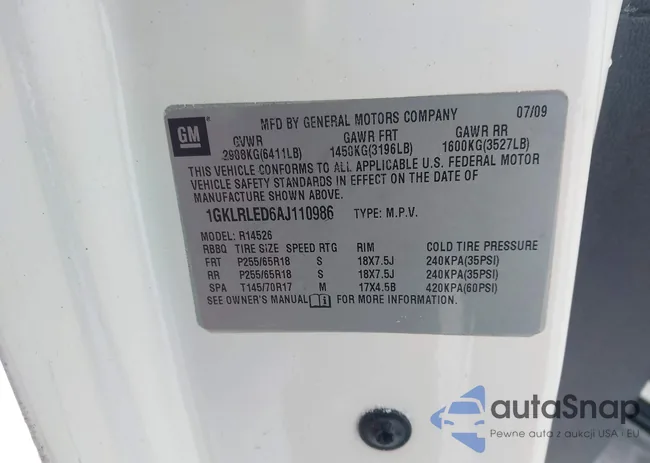 MFD BY GENERAL MOTORS COMPANY 07/09
GM
GVWR GAWR FRT GAWR RR
2908KG(6411LB) 1450KG(3196LB) 1600KG(3527LB)
THIS VEHICLE CONFORMS TO ALL APPLICABLE U.S. FEDERAL MOTOR
VEHICLE SAFETY STANDARDS IN EFFECT ON THE DATE OF
MANUFACTURE SHOWN ABOVE.
1GKLRLED6AJ110986 TYPE: M.P.V.
MODEL: R14526
RBBQ TIRE SIZE SPEED RTG RIM COLD TIRE PRESSURE
FRT P255/65R18 S 18X7.5J 240KPA(35PSI)
RR P255/65R18 S 18X7.5J 240KPA(35PSI)
SPA T145/70R17 M 17X4.5B 420KPA(60PSI)
SEE OWNER'S MANUAL FOR MORE INFORMATION.
autoSnap
Pewne auto z aukcji USA i EU